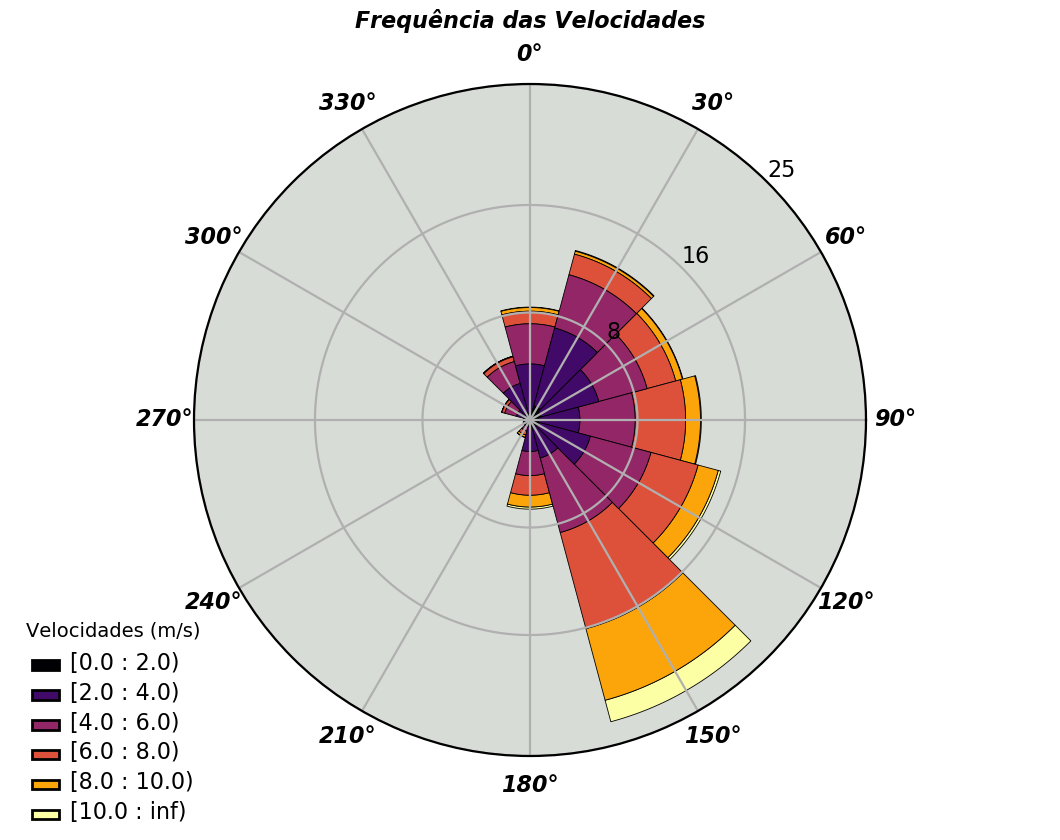 Frequência das Velocidades
0°
330°
30°
25
300°
60°
16
8
270°
90°
240°
120°
210°
150°
180°
Velocidades (m/s)
[0.0 : 2.0)
[2.0 : 4.0)
[4.0 : 6.0)
[6.0 : 8.0)
[8.0 : 10.0)
[10.0 : inf)